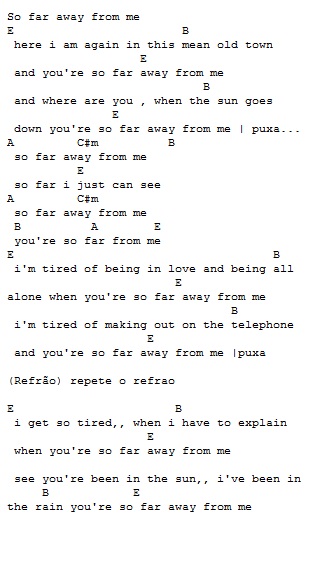 So far away from me
E B
here i am again in this mean old town
E
and you're so far away from me
B
and where are you , when the sun goes
E
down you're so far away from me | puxa...
A C#m B
so far away from me
E
so far i just can see
A C#m
so far away from me
B A E
you're so far from me
E B
i'm tired of being in love and being all
E
alone when you're so far away from me
B
i'm tired of making out on the telephone
E
and you're so far away from me |puxa
(Refrão) repete o refrao
E B
i get so tired,, when i have to explain
E
when you're so far away from me
see you're been in the sun,, i've been in
B E
the rain you're so far away from me